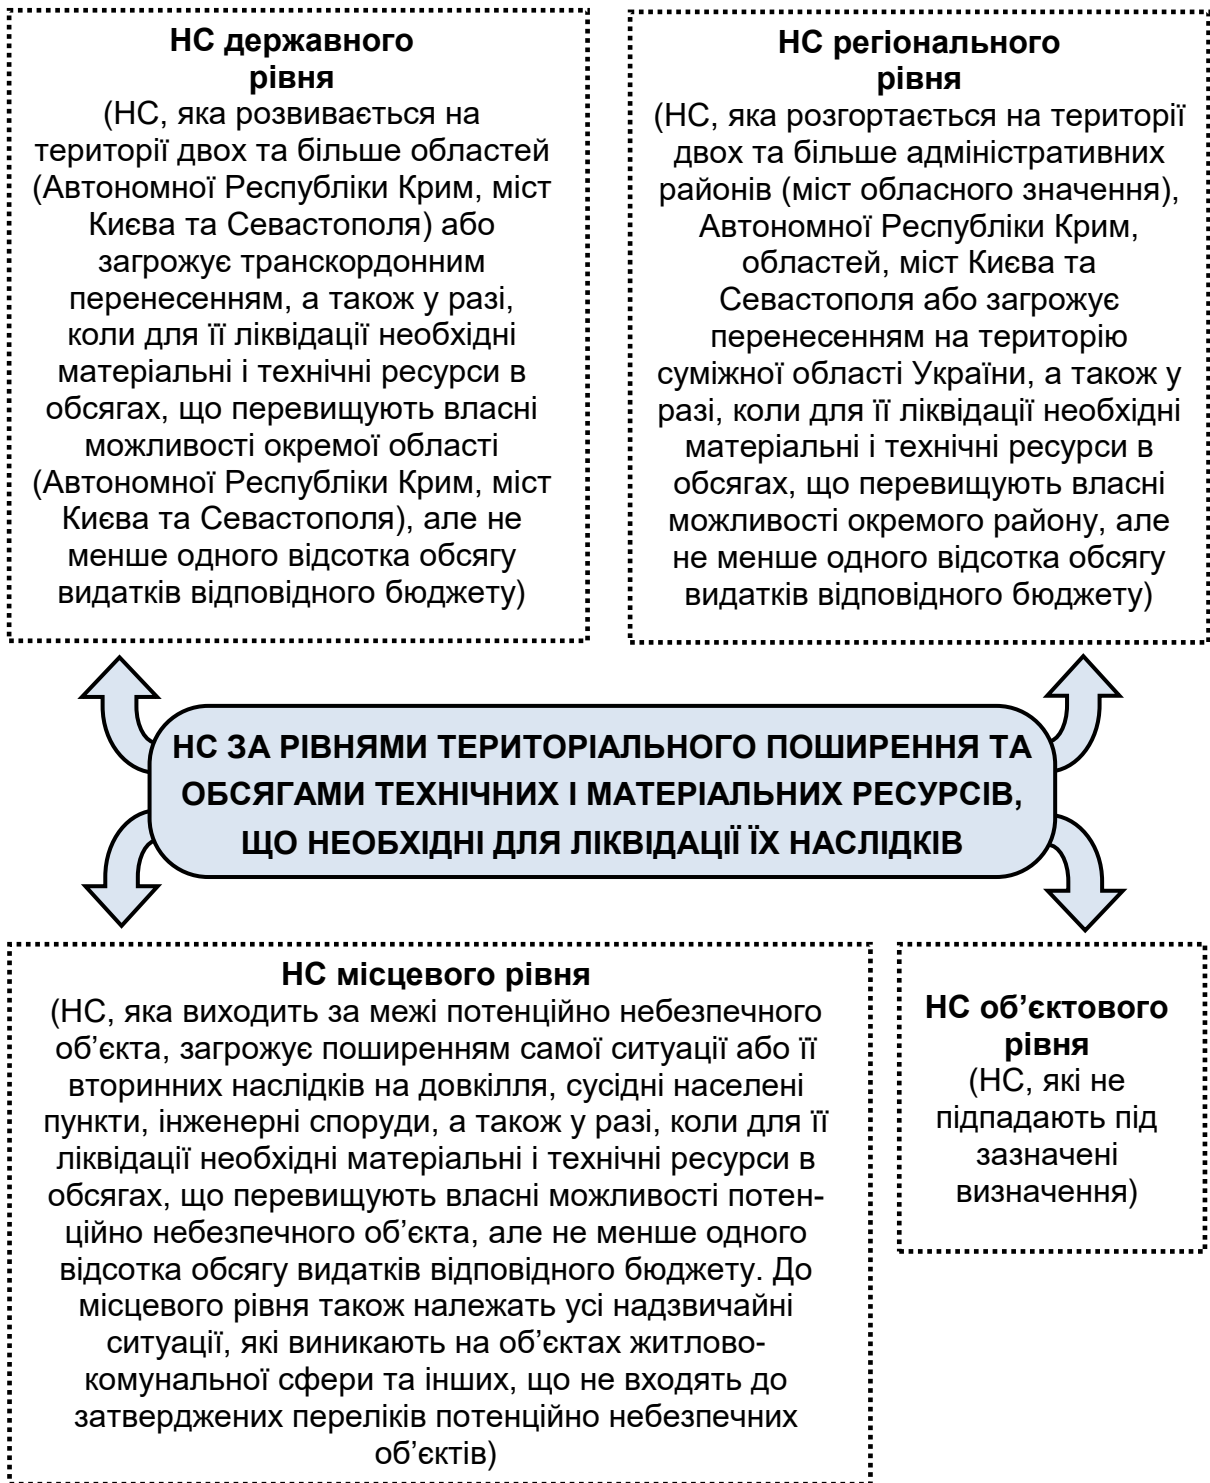 НС державного
рівня
(НС, яка розвивається на
території двох та більше областей
(Автономної Республіки Крим, міст
Києва та Севастополя) або
загрожує транскордонним
перенесенням, а також у разі,
коли для її ліквідації необхідні
матеріальні і технічні ресурси в
обсягах, що перевищують власні
можливості окремої області
(Автономної Республіки Крим, міст
Києва та Севастополя), але не
менше одного відсотка обсягу
видатків відповідного бюджету)
НС регіонального
рівня
(НС, яка розгортається на території
двох та більше адміністративних
районів (міст обласного значення),
Автономної Республіки Крим,
областей, міст Києва та
Севастополя або загрожує
перенесенням на територію
суміжної області України, а також у
разі, коли для її ліквідації необхідні
матеріальні і технічні ресурси в
обсягах, що перевищують власні
можливості окремого району, але
не менше одного відсотка обсягу
видатків відповідного бюджету)
НС ЗА РІВНЯМИ ТЕРИТОРІАЛЬНОГО ПОШИРЕННЯ ТА
ОБСЯГАМИ ТЕХНІЧНИХ І МАТЕРІАЛЬНИХ РЕСУРСІВ,
ЩО НЕОБХІДНІ ДЛЯ ЛІКВІДАЦІЇ ЇХ НАСЛІДКІВ
НС місцевого рівня
(НС, яка виходить за межі потенційно небезпечного
об’єкта, загрожує поширенням самої ситуації або її
вторинних наслідків на довкілля, сусідні населені
пункти, інженерні споруди, а також у разі, коли для її
ліквідації необхідні матеріальні і технічні ресурси в
обсягах, що перевищують власні можливості потен-
ційно небезпечного об’єкта, але не менше одного
відсотка обсягу видатків відповідного бюджету. До
місцевого рівня також належать усі надзвичайні
ситуації, які виникають на об’єктах житлово-
комунальної сфери та інших, що не входять до
затверджених переліків потенційно небезпечних
об’єктів)
НС об’єктового
рівня
(НС, які не
підпадають під
зазначені
визначення)